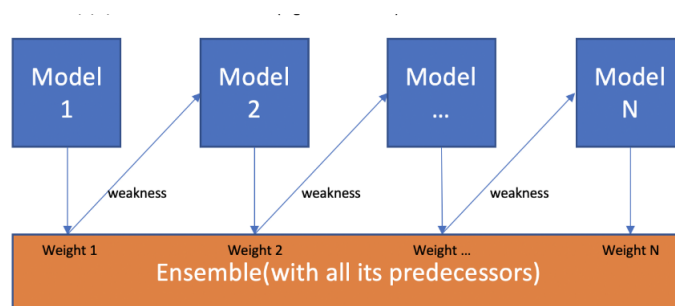 Model 1
Model 2
Model ...
Model N
weakness
weakness
weakness
Weight 1
Weight 2
Weight ...
Weight N
Ensemble(with all its predecessors)